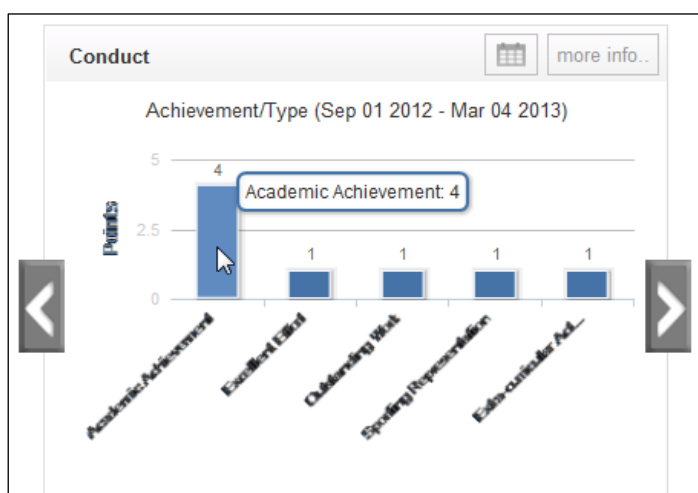 Conduct
more info..
Achievement/Type (Sep 01 2012 - Mar 04 2013)
5
4
Academic Achievement: 4
Points
2.5
1
1
1
1
0
Academic Achievement
Excellent Effort
Outstanding Work
Sporting Representation
Extra-curricular Act...